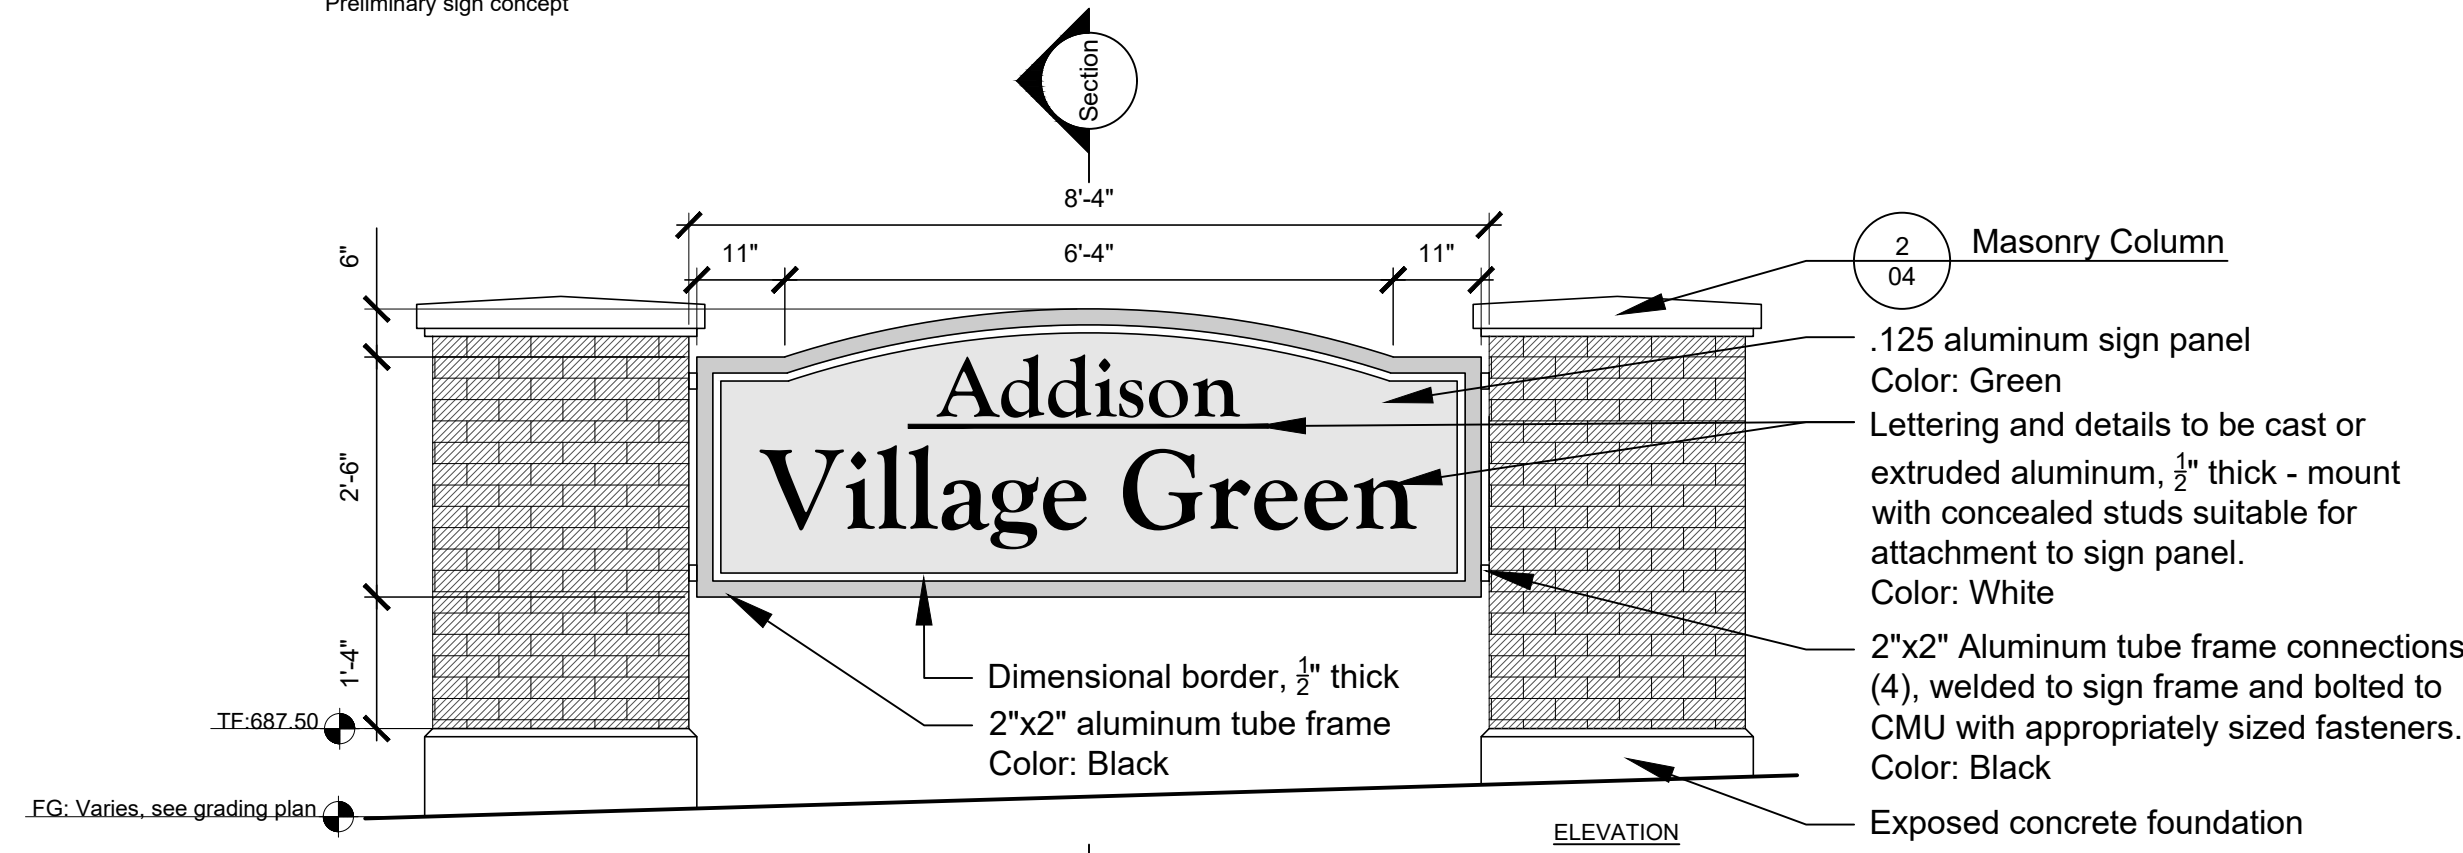 Preliminary sign concept
Section
8'-4"
11"
6'-4"
11"
6"
2'-6"
1'-4"
TF:687.50
FG: Varies, see grading plan
Addison
Village Green
Dimensional border, 1/2" thick
2"x2" aluminum tube frame
Color: Black
2
04
Masonry Column
.125 aluminum sign panel
Color: Green
Lettering and details to be cast or
extruded aluminum, 1/2" thick - mount
with concealed studs suitable for
attachment to sign panel.
Color: White
2"x2" Aluminum tube frame connections
(4), welded to sign frame and bolted to
CMU with appropriately sized fasteners.
Color: Black
Exposed concrete foundation
ELEVATION